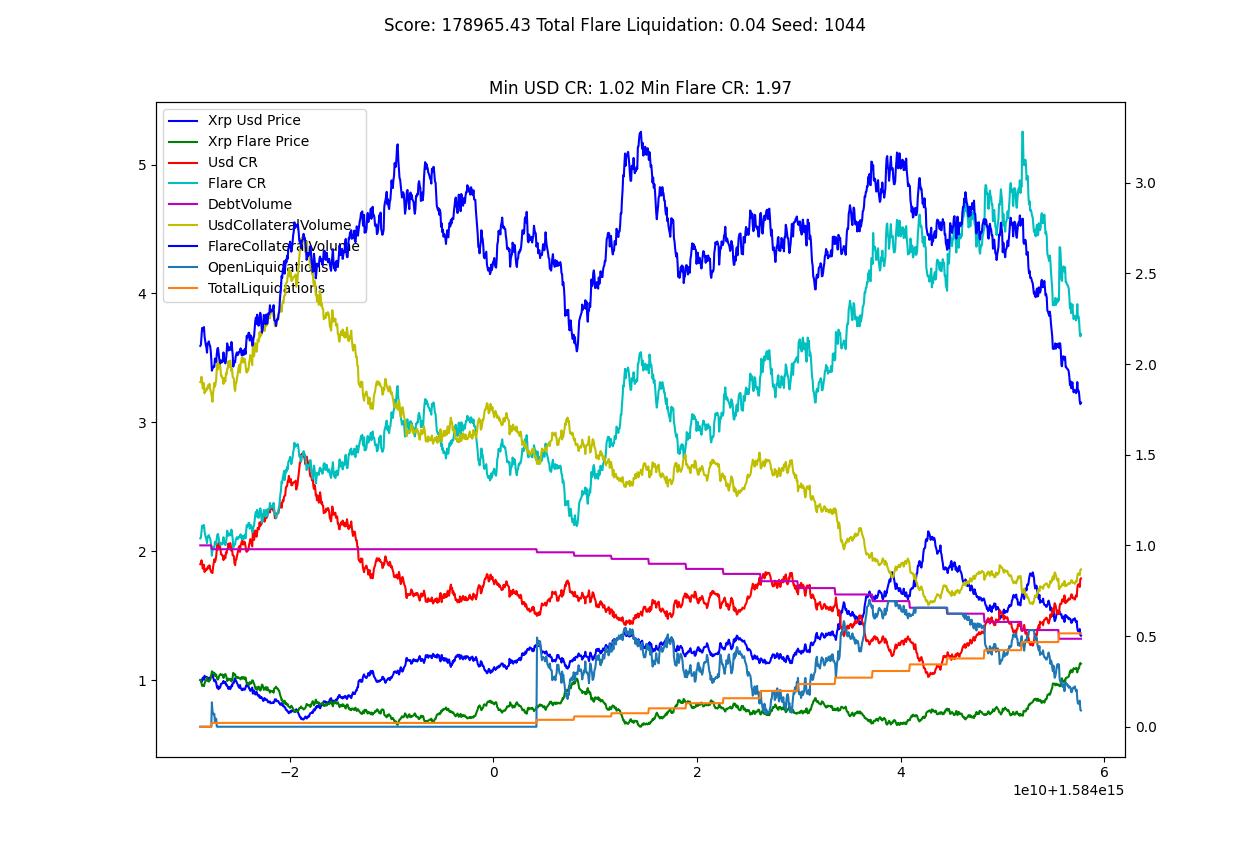 Score: 178965.43 Total Flare Liquidation: 0.04 Seed: 1044
Min USD CR: 1.02 Min Flare CR: 1.97
Xrp Usd Price
Xrp Flare Price
Usd CR
Flare CR
DebtVolume
UsdCollateralVolume
FlareCollateralVolume
OpenLiquidations
TotalLiquidations
5
4
3
2
1
3.0
2.5
2.0
1.5
1.0
0.5
0.0
−2
0
2
4
6
1e10+1.584e15